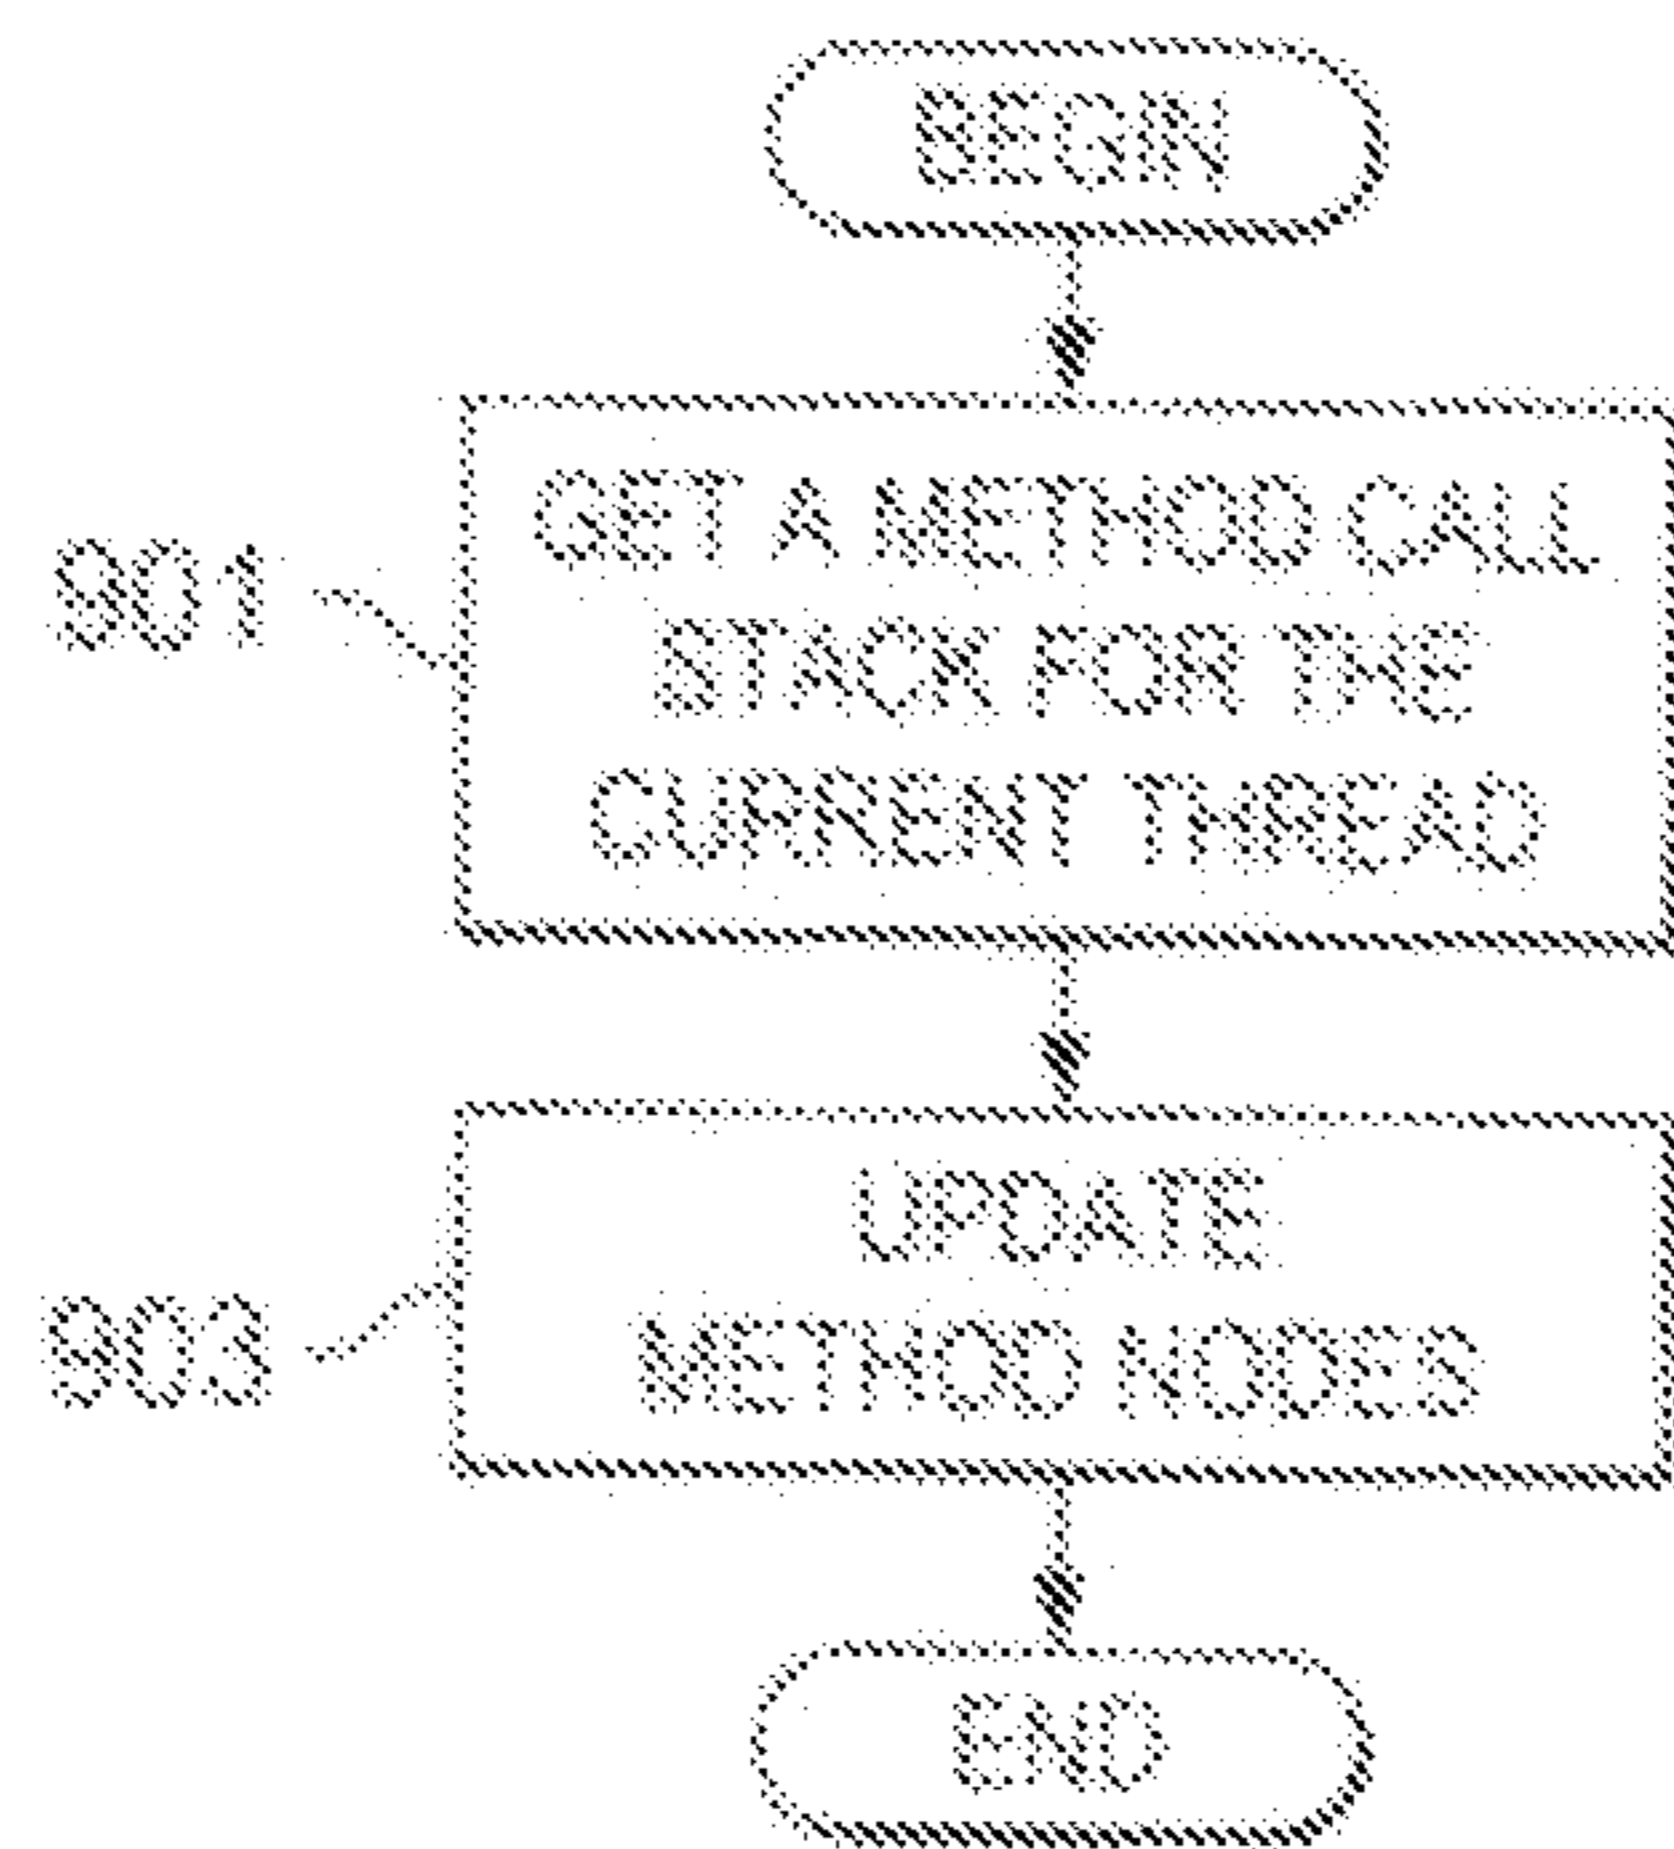 BEGIN
901
GET A METHOD CALL
STACK FOR THE
CURRENT THREAD
903
UPDATE
METHOD NODES
END